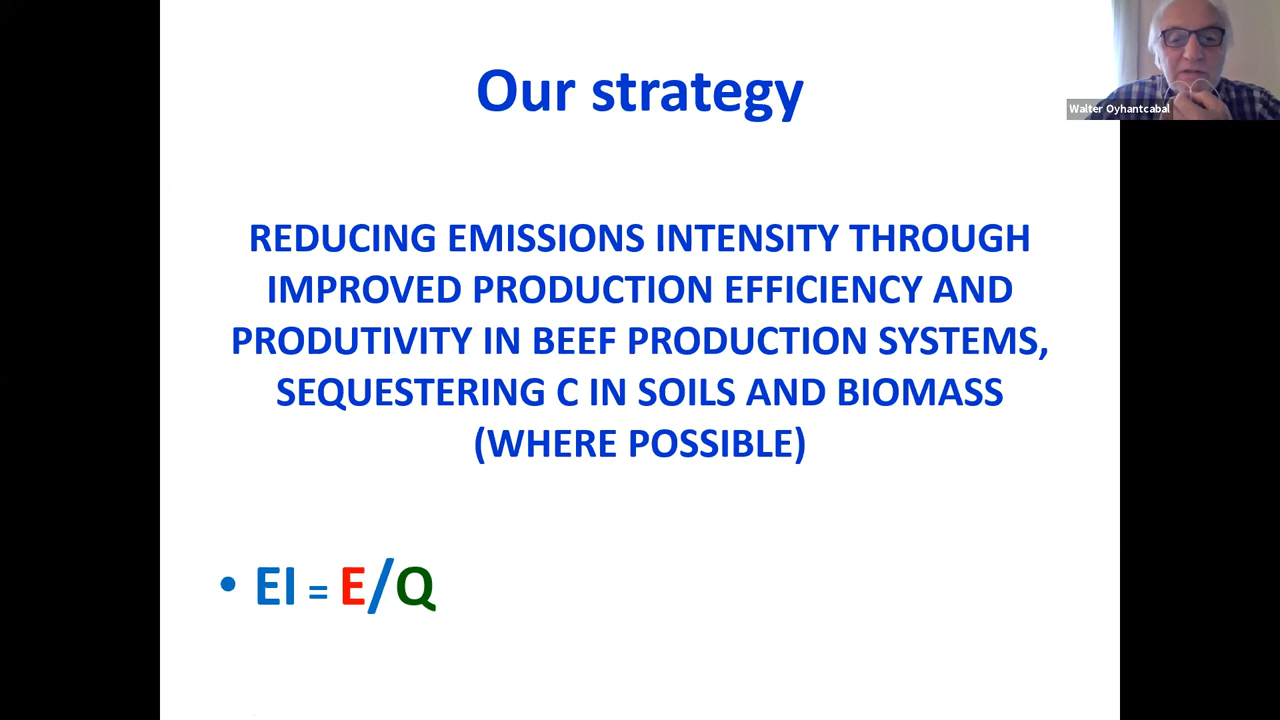 Our strategy
Walter Oyhantcabal
REDUCING EMISSIONS INTENSITY THROUGH
IMPROVED PRODUCTION EFFICIENCY AND
PRODUTIVITY IN BEEF PRODUCTION SYSTEMS,
SEQUESTERING C IN SOILS AND BIOMASS
(WHERE POSSIBLE)
• EI = E/Q